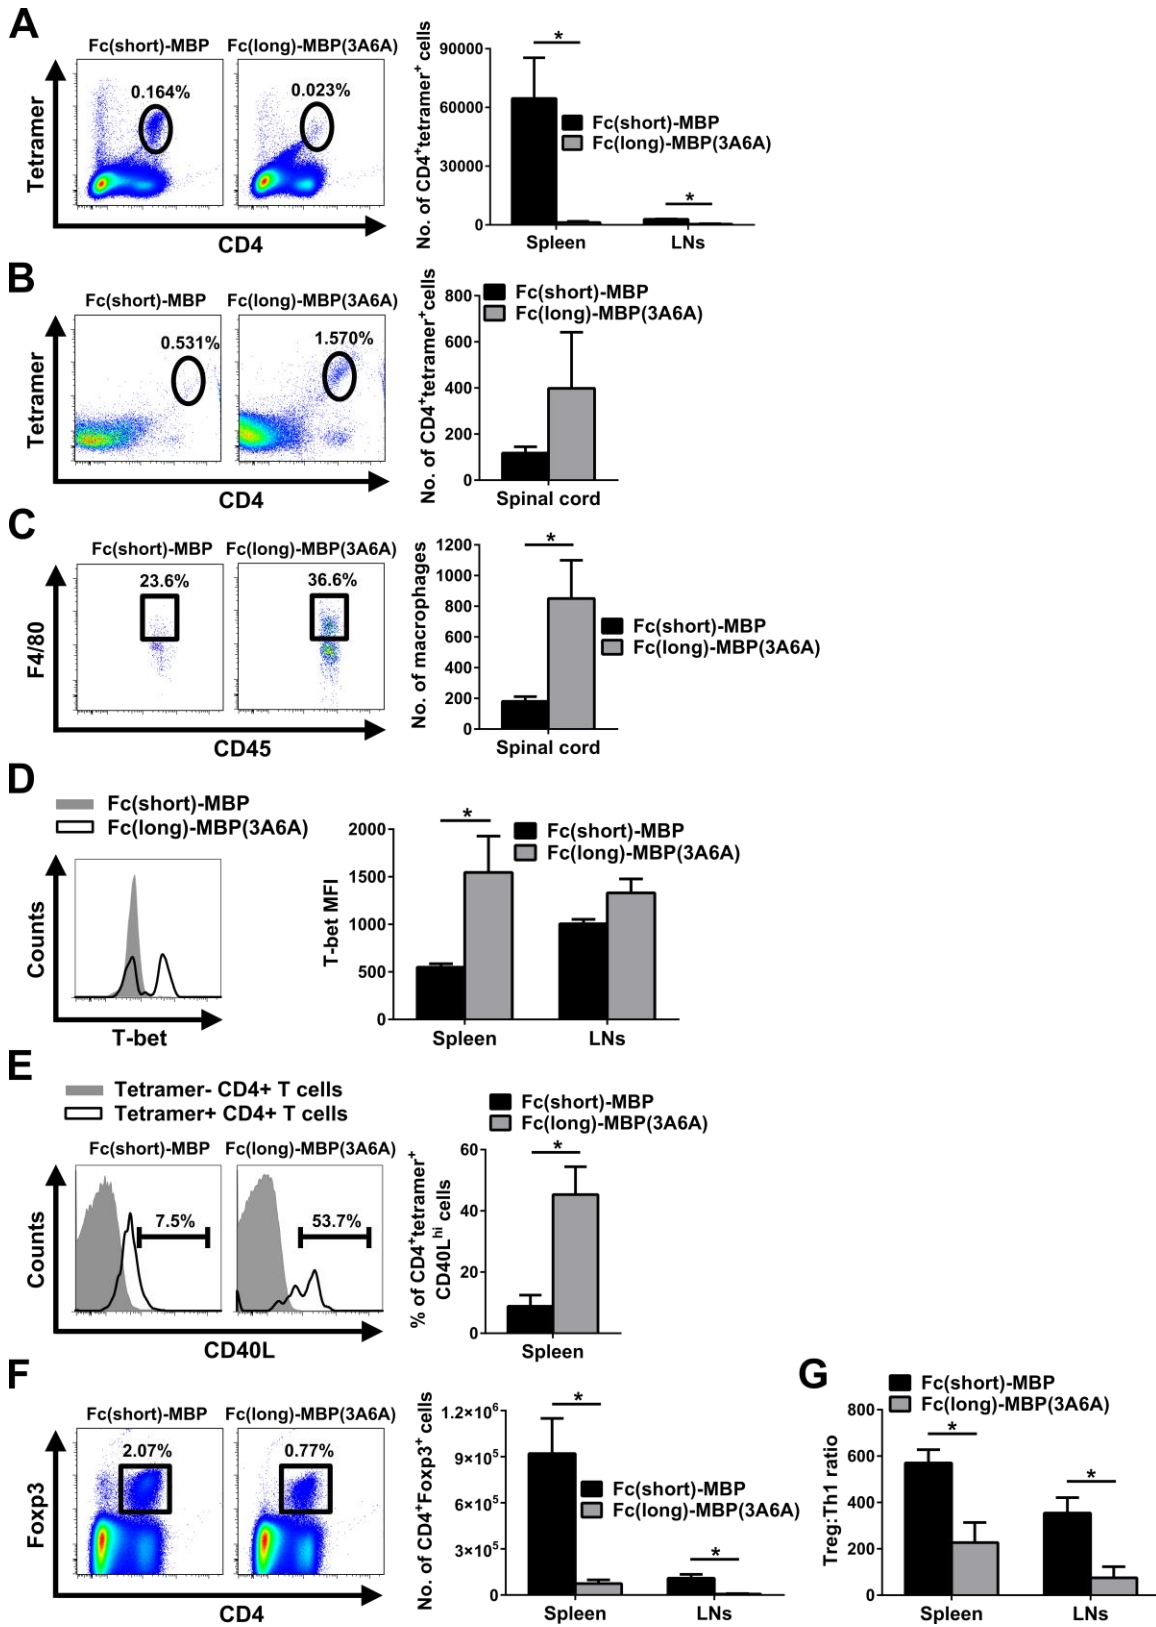 A
Fc(short)-MBP Fc(long)-MBP(3A6A)
0.164% 0.023%
Tetramer
CD4
No. of CD4+tetramer+ cells
90000
60000
30000
0
*
*
Fc(short)-MBP
Fc(long)-MBP(3A6A)
Spleen LNs
B
Fc(short)-MBP Fc(long)-MBP(3A6A)
0.531% 1.570%
Tetramer
CD4
No. of CD4+tetramer+cells
800
600
400
200
0
Fc(short)-MBP
Fc(long)-MBP(3A6A)
Spinal cord
C
Fc(short)-MBP Fc(long)-MBP(3A6A)
23.6% 36.6%
F4/80
CD45
No. of macrophages
1200
1000
800
600
400
200
0
*
Fc(short)-MBP
Fc(long)-MBP(3A6A)
Spinal cord
D
Fc(short)-MBP
Fc(long)-MBP(3A6A)
Counts
T-bet
T-bet MFI
2000
1500
1000
500
0
*
Fc(short)-MBP
Fc(long)-MBP(3A6A)
Spleen LNs
E
Tetramer- CD4+ T cells
Tetramer+ CD4+ T cells
Fc(short)-MBP Fc(long)-MBP(3A6A)
7.5% 53.7%
Counts
CD40L
Fc(short)-MBP
Fc(long)-MBP(3A6A)
% of CD4+tetramer+
CD40Lhi cells
60
40
20
0
*
Spleen
F
Fc(short)-MBP Fc(long)-MBP(3A6A)
2.07% 0.77%
Foxp3
CD4
No. of CD4+Foxp3+ cells
1.2×10⁶
9×10⁵
6×10⁵
3×10⁵
0
*
*
Fc(short)-MBP
Fc(long)-MBP(3A6A)
Spleen LNs
G
Fc(short)-MBP
Fc(long)-MBP(3A6A)
Treg:Th1 ratio
800
600
400
200
0
*
*
Spleen LNs